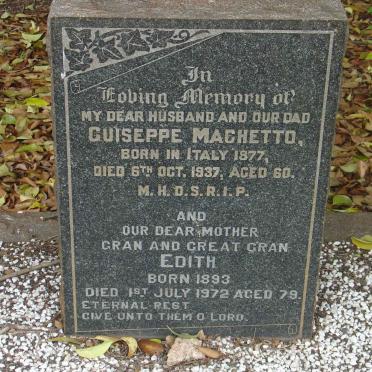 In
Loving Memory of
MY DEAR HUSBAND AND OUR DAD
GUISEPPE MACHETTO,
BORN IN ITALY 1877,
DIED 6TH OCT. 1937, AGED 60.
M.H.D.S.R.I.P.
AND
OUR DEAR MOTHER
GRAN AND GREAT GRAN
EDITH
BORN 1893
DIED 1ST JULY 1972 AGED 79.
ETERNAL REST
GIVE UNTO THEM O LORD.